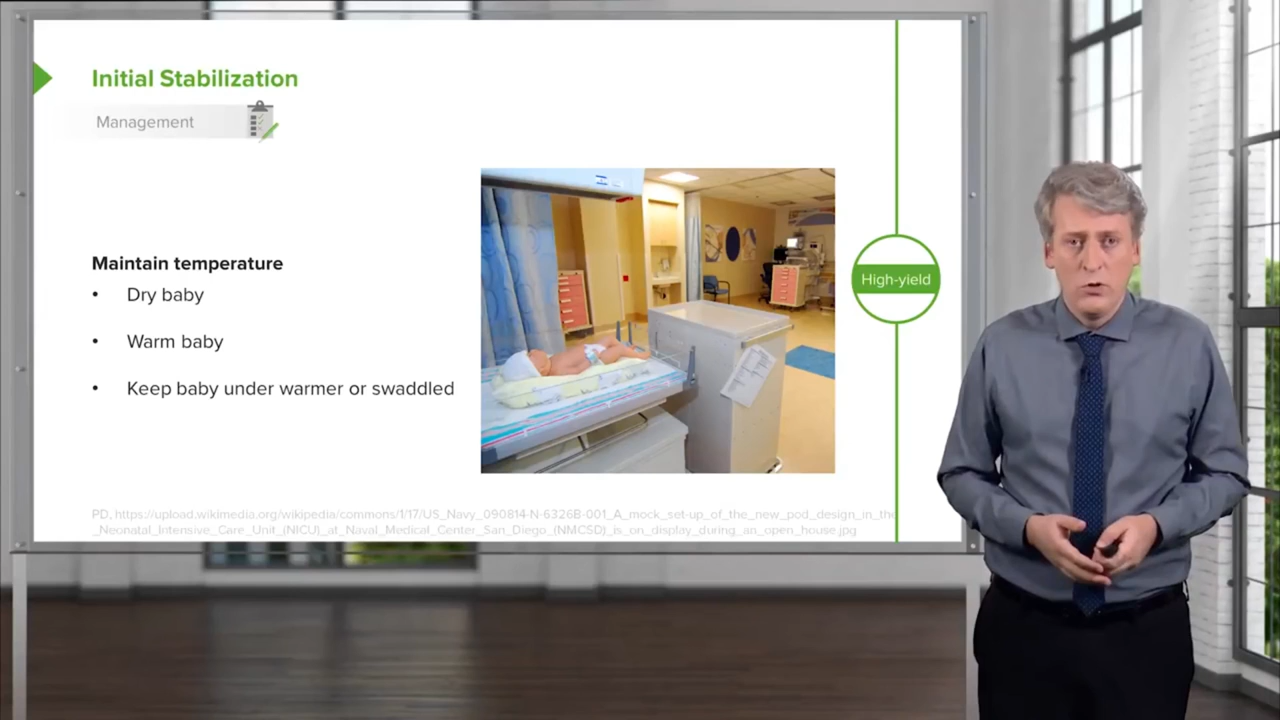 Initial Stabilization
Management
Maintain temperature
• Dry baby
• Warm baby
• Keep baby under warmer or swaddled
High-yield
PD, https://upload.wikimedia.org/wikipedia/commons/1/17/US_Navy_090814-N-6326B-001_A_mock_set-up_of_the_new_pod_design_in_the
_Neonatal_Intensive_Care_Unit_(NICU)_at_Naval_Medical_Center_San_Diego_(NMCSD)_is_on_display_during_an_open_house.jpg